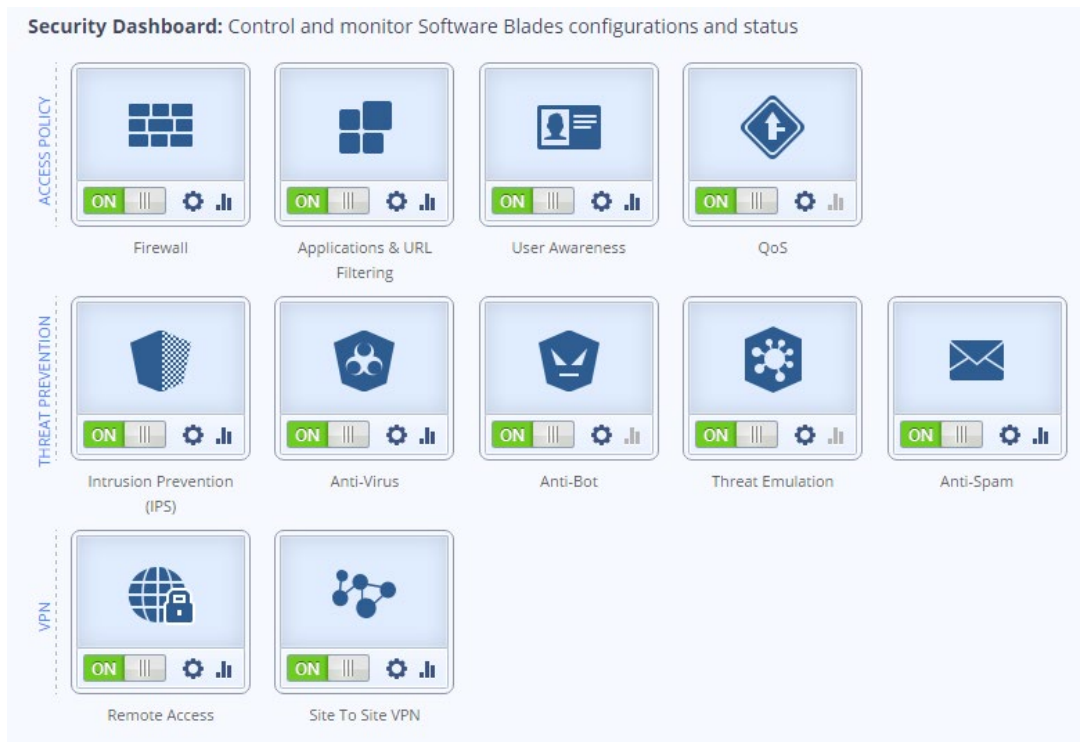 Security Dashboard: Control and monitor Software Blades configurations and status
ACCESS POLICY
ON
ON
ON
ON
Firewall
Applications & URL
Filtering
User Awareness
QoS
THREAT PREVENTION
ON
ON
ON
ON
ON
Intrusion Prevention
(IPS)
Anti-Virus
Anti-Bot
Threat Emulation
Anti-Spam
VPN
ON
ON
Remote Access
Site To Site VPN